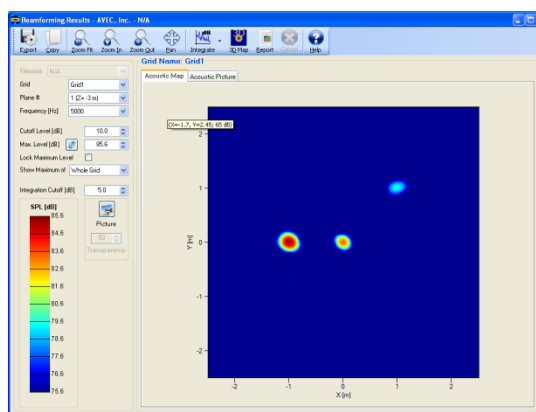 Beamforming Results - AVEC, Inc. - N/A
Export Copy Zoom Fit Zoom In Zoom Out Pan Integrate 3D Map Report Cancel Help
Filename N/A
Grid Name: Grid1
Grid Grid1
Acoustic Map Acoustic Picture
Plane # 1 (Z= -3 m)
Frequency [Hz] 5000
Cutoff Level [dB] 10.0
Max. Level [dB] 85.6
Lock Maximum Level
Show Maximum of Whole Grid
Integration Cutoff [dB] 5.0
SPL [dB]
85.6
84.6
83.6
82.6
81.6
80.6
79.6
78.6
77.6
76.6
75.6
Picture
50
Transparency
(X=-1.7, Y=2.45; 65 dB)
2
1
0
-1
-2
Y [m]
-2 -1 0 1 2
X [m]